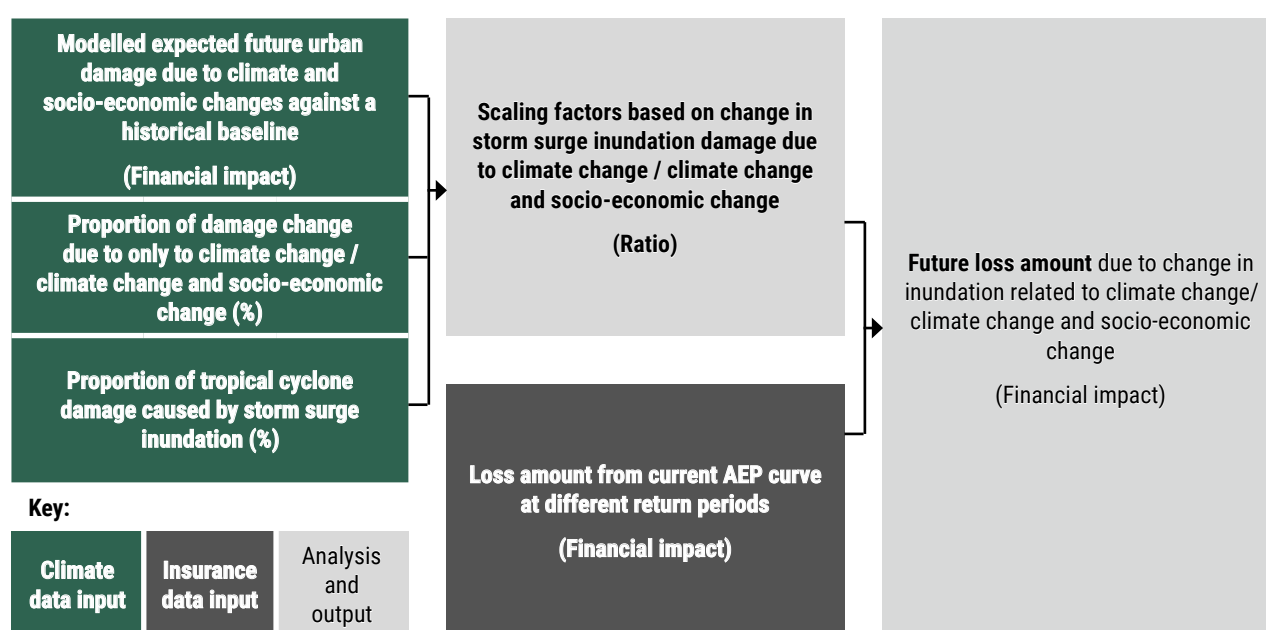 Modelled expected future urban
damage due to climate and
socio-economic changes against a
historical baseline
(Financial impact)
Proportion of damage change
due to only to climate change /
climate change and socio-economic
change (%)
Proportion of tropical cyclone
damage caused by storm surge
inundation (%)
Key:
Climate
data input
Insurance
data input
Analysis
and
output
Scaling factors based on change in
storm surge inundation damage due
to climate change / climate change
and socio-economic change
(Ratio)
Loss amount from current AEP curve
at different return periods
(Financial impact)
Future loss amount due to change in
inundation related to climate change/
climate change and socio-economic
change
(Financial impact)